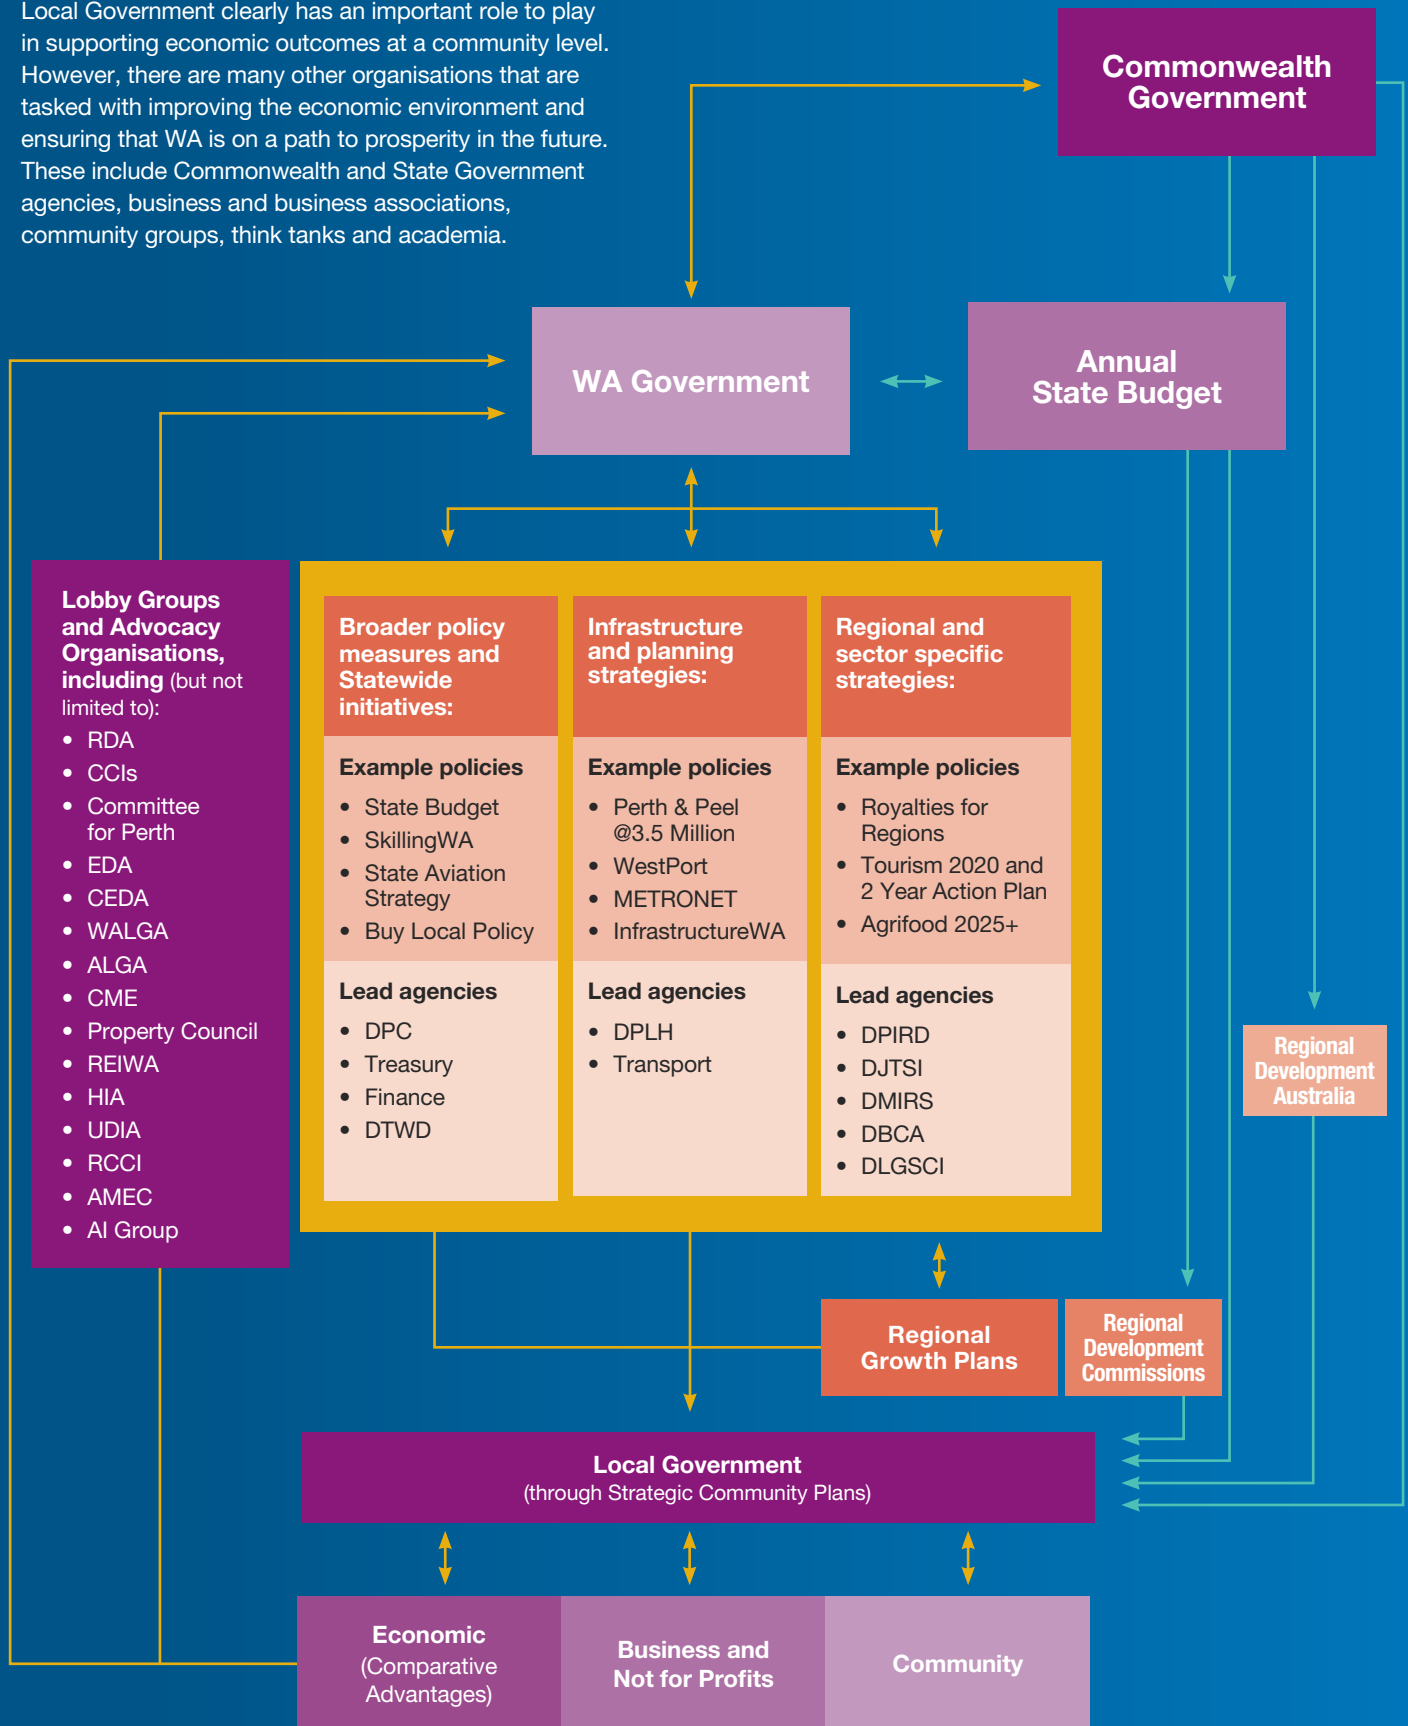 Local Government clearly has an important role to play
in supporting economic outcomes at a community level.
However, there are many other organisations that are
tasked with improving the economic environment and
ensuring that WA is on a path to prosperity in the future.
These include Commonwealth and State Government
agencies, business and business associations,
community groups, think tanks and academia.
Commonwealth
Government
WA Government
Annual
State Budget
Lobby Groups
and Advocacy
Organisations,
including (but not
limited to):
• RDA
• CCIs
• Committee
for Perth
• EDA
• CEDA
• WALGA
• ALGA
• CME
• Property Council
• REIWA
• HIA
• UDIA
• RCCI
• AMEC
• AI Group
Broader policy
measures and
Statewide
initiatives:
Example policies
• State Budget
• SkillingWA
• State Aviation
Strategy
• Buy Local Policy
Lead agencies
• DPC
• Treasury
• Finance
• DTWD
Infrastructure
and planning
strategies:
Example policies
• Perth & Peel
@3.5 Million
• WestPort
• METRONET
• InfrastructureWA
Lead agencies
• DPLH
• Transport
Regional and
sector specific
strategies:
Example policies
• Royalties for
Regions
• Tourism 2020 and
2 Year Action Plan
• Agrifood 2025+
Lead agencies
• DPIRD
• DJTSI
• DMIRS
• DBCA
• DLGSCI
Regional
Development
Australia
Regional
Growth Plans
Regional
Development
Commissions
Local Government
(through Strategic Community Plans)
Economic
(Comparative
Advantages)
Business and
Not for Profits
Community